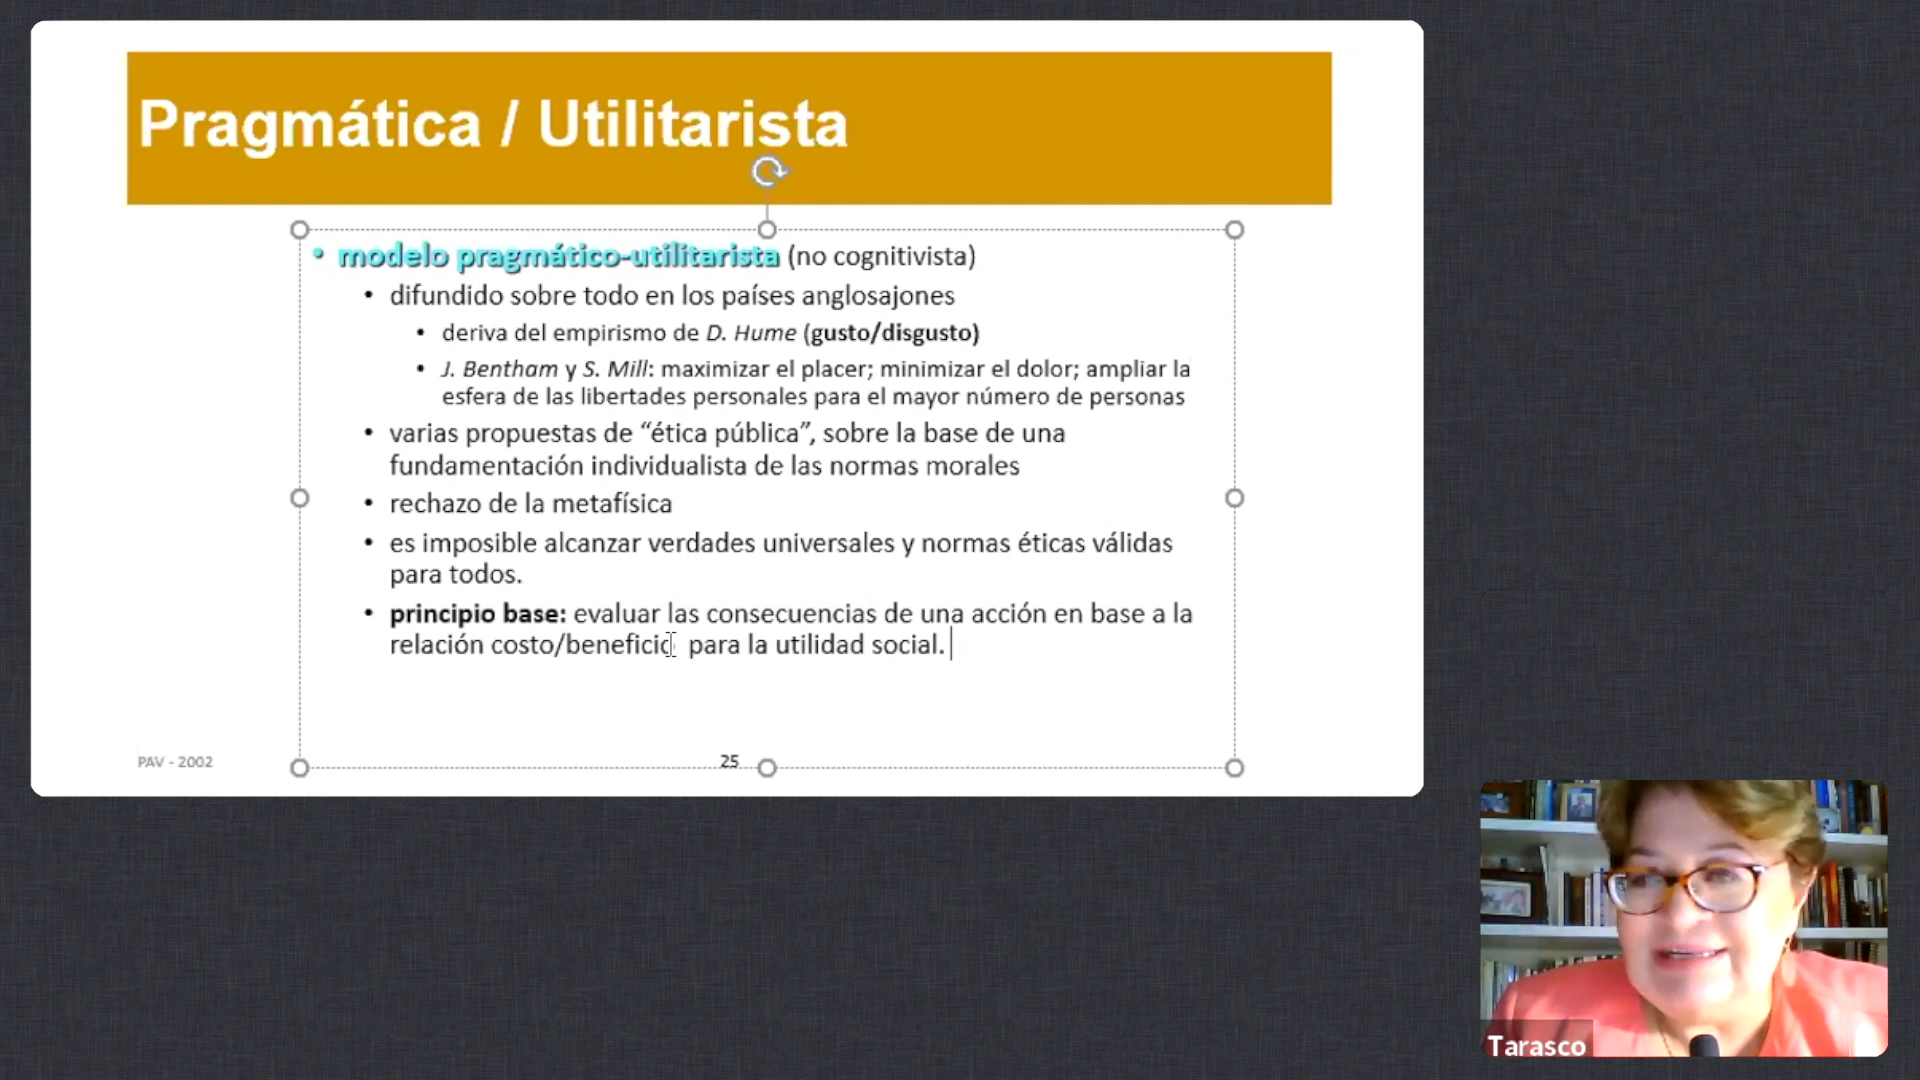 Pragmática / Utilitarista
• modelo pragmático-utilitarista (no cognitivista)
• difundido sobre todo en los países anglosajones
• deriva del empirismo de D. Hume (gusto/disgusto)
• J. Bentham y S. Mill: maximizar el placer; minimizar el dolor; ampliar la
esfera de las libertades personales para el mayor número de personas
• varias propuestas de “ética pública”, sobre la base de una
fundamentación individualista de las normas morales
• rechazo de la metafísica
• es imposible alcanzar verdades universales y normas éticas válidas
para todos.
• principio base: evaluar las consecuencias de una acción en base a la
relación costo/beneficio para la utilidad social.
PAV - 2002
25
Tarasco